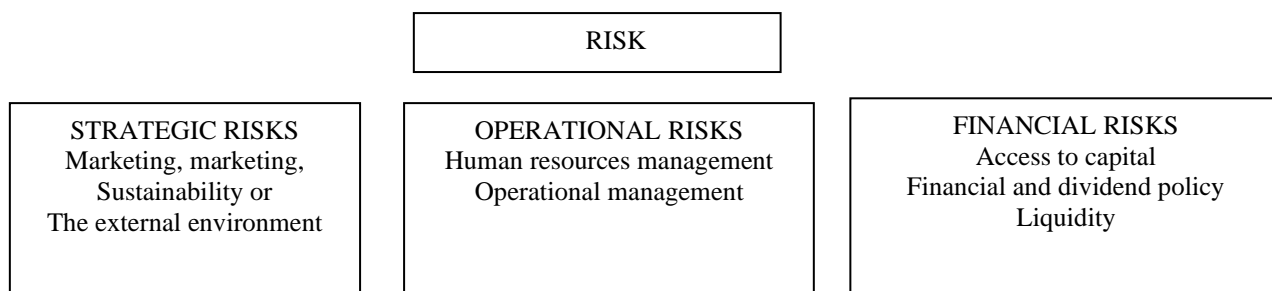 RISK
STRATEGIC RISKS
Marketing, marketing,
Sustainability or
The external environment
OPERATIONAL RISKS
Human resources management
Operational management
FINANCIAL RISKS
Access to capital
Financial and dividend policy
Liquidity